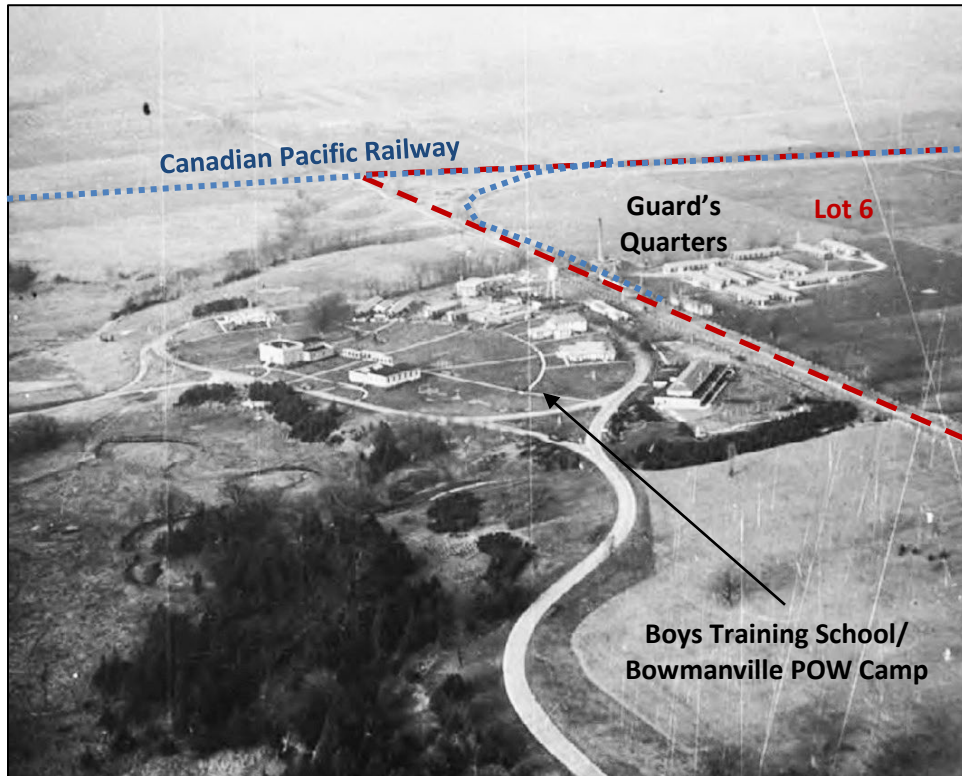 Canadian Pacific Railway
Guard's
Quarters
Lot 6
Boys Training School/
Bowmanville POW Camp